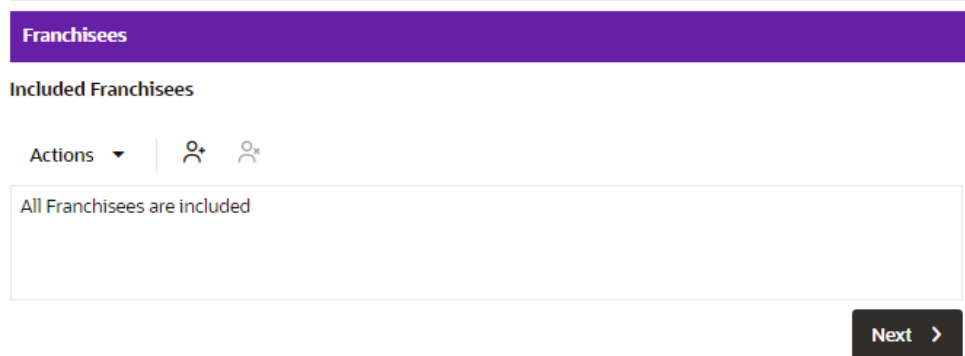 Franchisees
Included Franchisees
Actions
All Franchisees are included
Next